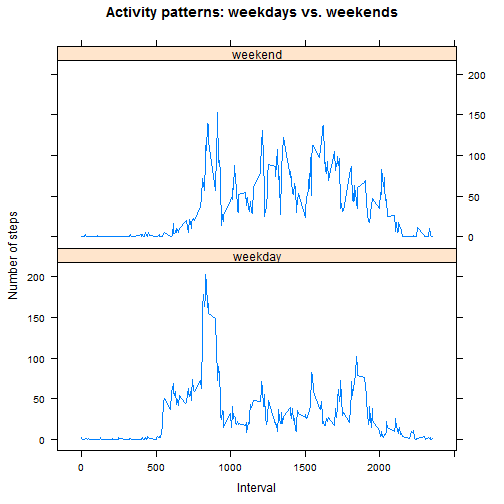 Activity patterns: weekdays vs. weekends
weekend
200
150
100
50
0
weekday
200
150
100
50
0
0 500 1000 1500 2000
Number of steps
Interval